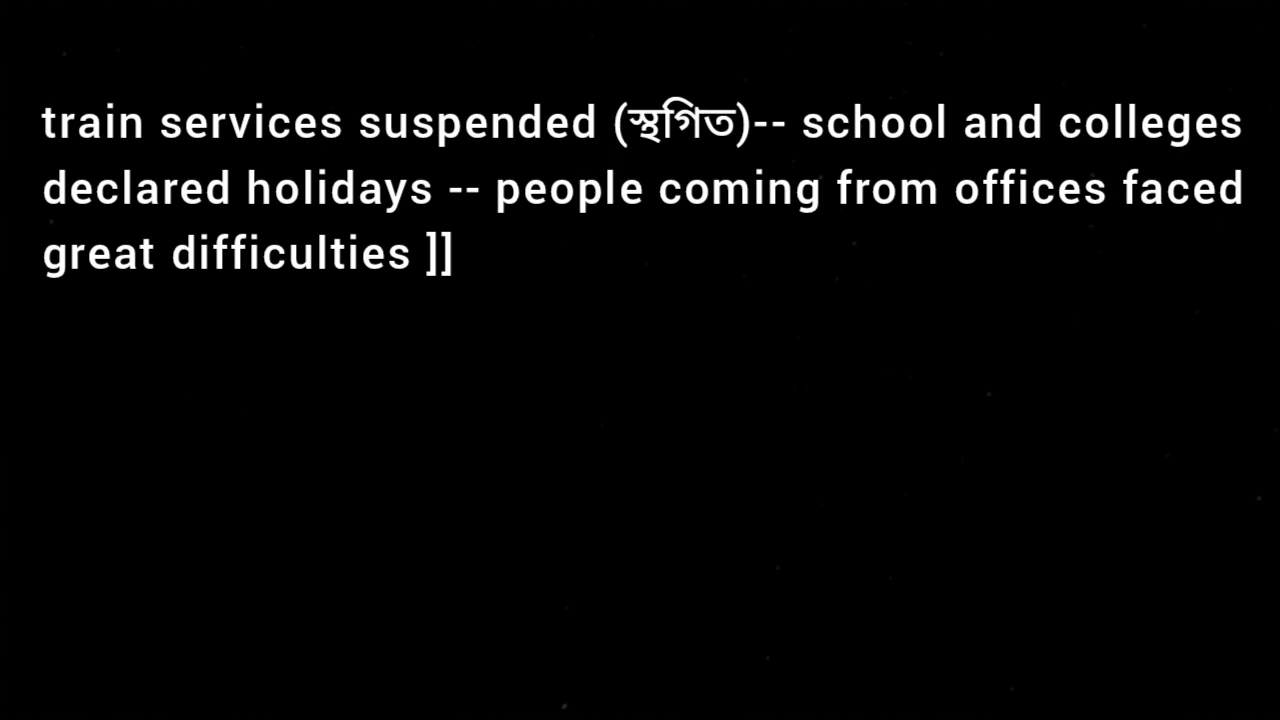 train services suspended (স্থগিত)-- school and colleges
declared holidays -- people coming from offices faced
great difficulties ]]